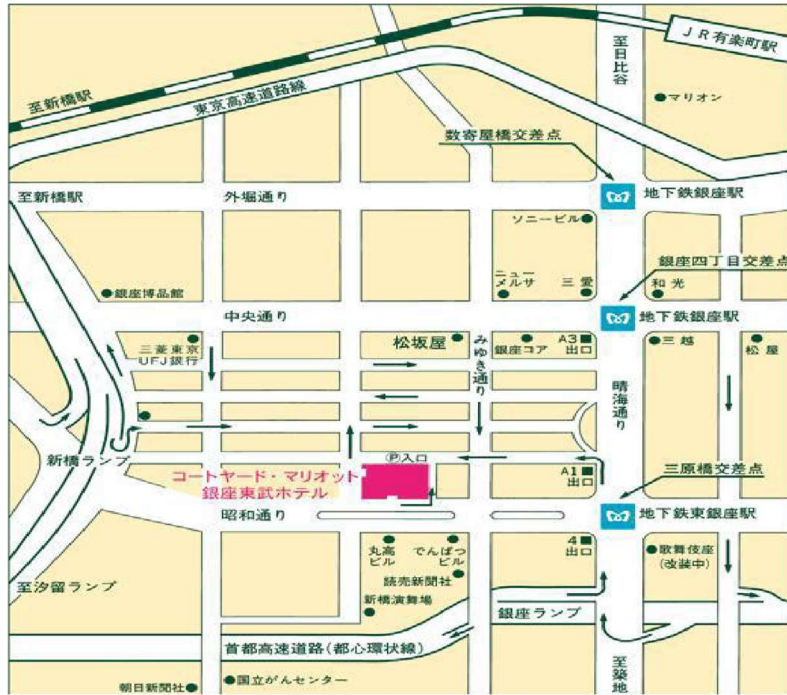 JR有楽町駅
至日比谷
至新橋駅
東京高速道路線
マリオン
数寄屋橋交差点
至新橋駅
外堀通り
地下鉄銀座駅
ソニービル
銀座四丁目交差点
ニュー
メルサ
三愛
和光
銀座博品館
中央通り
地下鉄銀座駅
三菱東京
UFJ銀行
松坂屋
みゆき通り
銀座コア
A3
出口
三越
松屋
晴海通り
新橋ランプ
P入口
コートヤード・マリオット
銀座東武ホテル
A1
出口
三原橋交差点
昭和通り
地下鉄東銀座駅
丸高
ビル
でんぱつ
ビル
4
出口
歌舞伎座
(改装中)
読売新聞社
至汐留ランプ
新橋演舞場
銀座ランプ
首都高速道路(都心環状線)
至築地
朝日新聞社
国立がんセンター